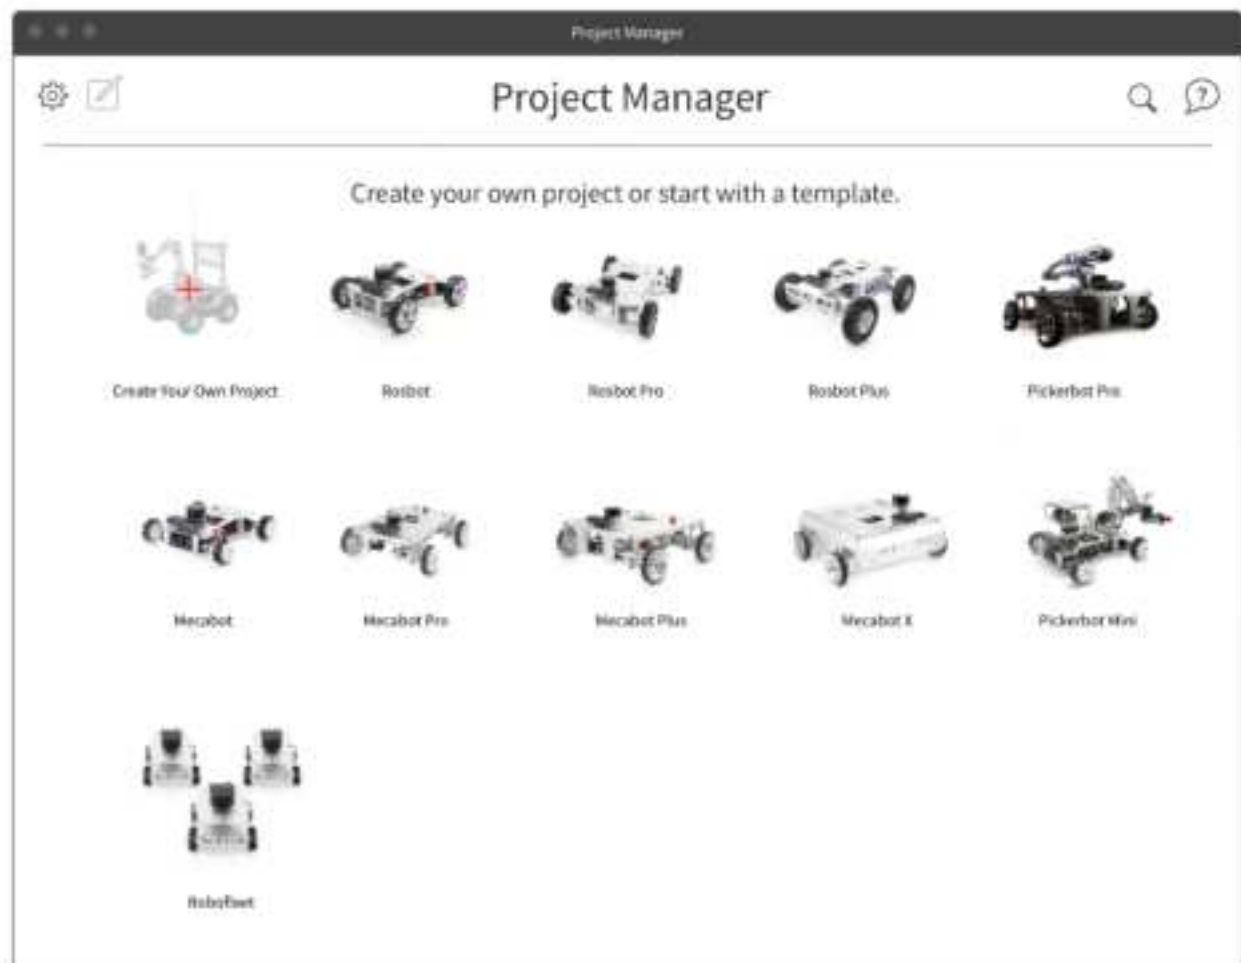 Project Manager
Project Manager
?
Create your own project or start with a template.
Create Your Own Project
Rosbot
Rosbot Pro
Rosbot Plus
Pickerbot Pro
Mecabot
Mecabot Pro
Mecabot Plus
Mecabot X
Pickerbot Mini
Robofleet